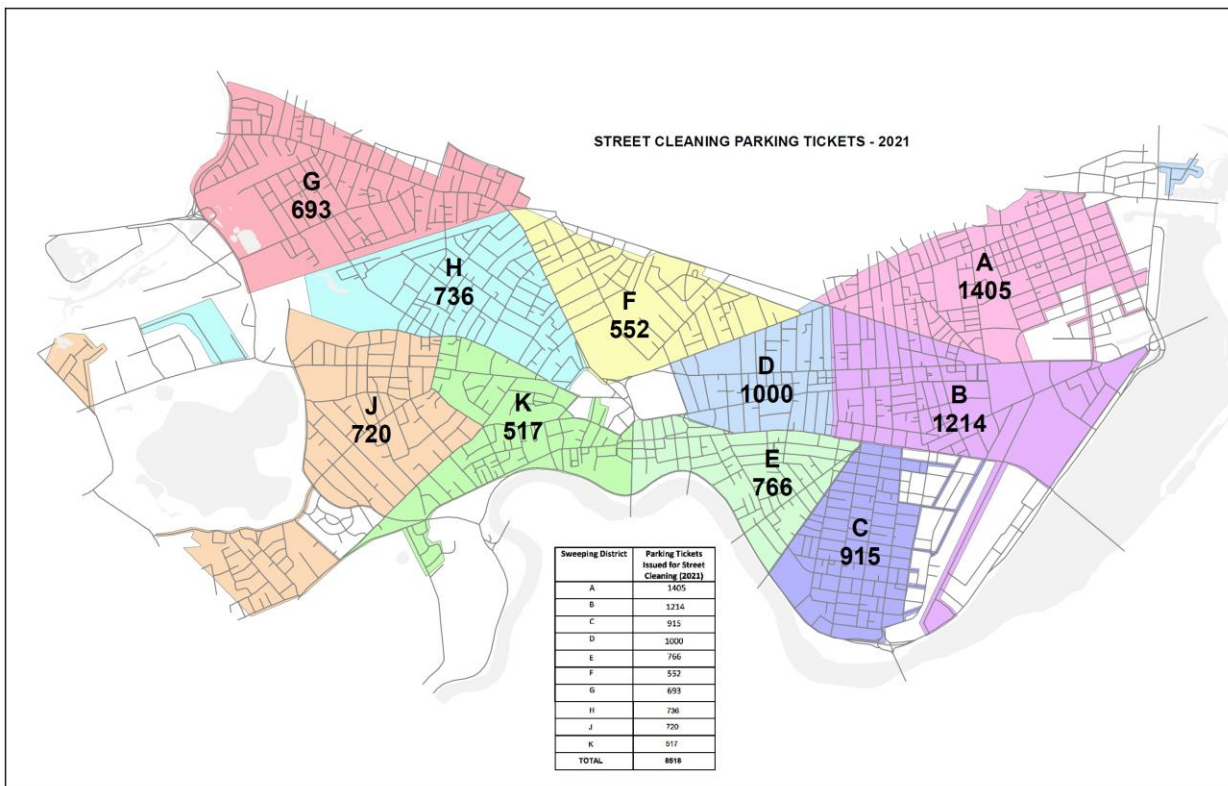 STREET CLEANING PARKING TICKETS - 2021
G
693
H
736
F
552
A
1405
D
1000
B
1214
J
720
K
517
E
766
C
915
Sweeping District Parking Tickets
Issued for Street
Cleaning (2021)
A 1405
B 1214
C 915
D 1000
E 766
F 552
G 693
H 736
J 720
K 517
TOTAL 8518